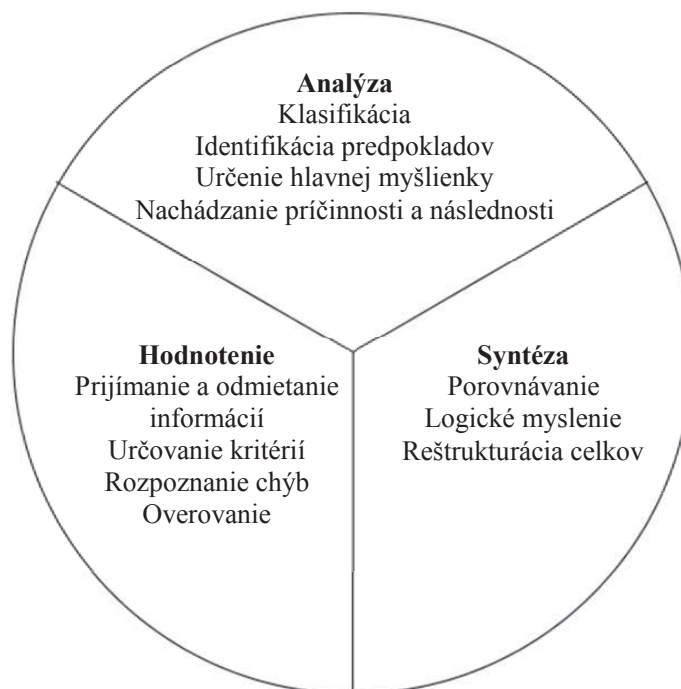 Analýza
Klasifikácia
Identifikácia predpokladov
Určenie hlavnej myšlienky
Nachádzanie príčinnosti a následnosti
Hodnotenie
Prijímanie a odmietanie
informácií
Určovanie kritérií
Rozpoznanie chýb
Overovanie
Syntéza
Porovnávanie
Logické myslenie
Reštrukturácia celkov